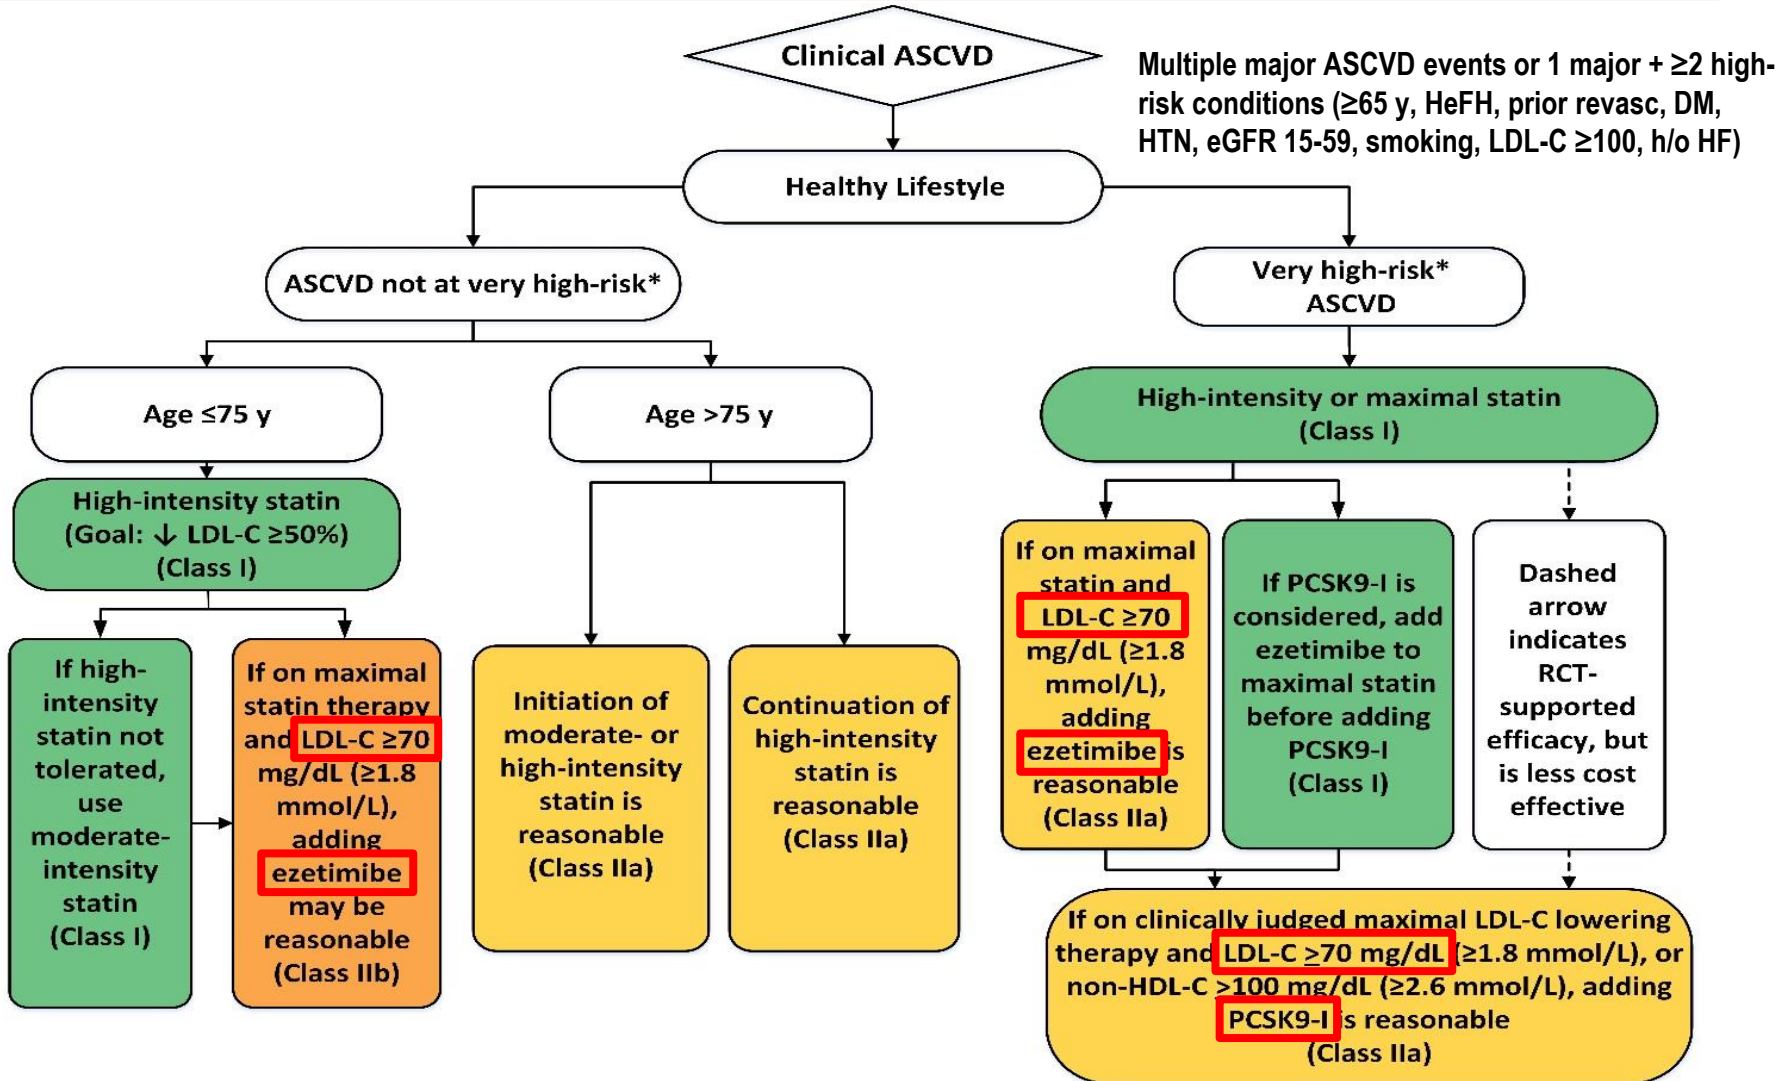 Clinical ASCVD
Multiple major ASCVD events or 1 major + ≥2 high-
risk conditions (≥65 y, HeFH, prior revasc, DM,
HTN, eGFR 15-59, smoking, LDL-C ≥100, h/o HF)
Healthy Lifestyle
ASCVD not at very high-risk*
Very high-risk*
ASCVD
Age ≤75 y
Age >75 y
High-intensity or maximal statin
(Class I)
High-intensity statin
(Goal: ↓ LDL-C ≥50%)
(Class I)
If high-
intensity
statin not
tolerated,
use
moderate-
intensity
statin
(Class I)
If on maximal
statin therapy
and LDL-C ≥70
mg/dL (≥1.8
mmol/L),
adding
ezetimibe
may be
reasonable
(Class IIb)
Initiation of
moderate- or
high-intensity
statin is
reasonable
(Class IIa)
Continuation of
high-intensity
statin is
reasonable
(Class IIa)
If on maximal
statin and
LDL-C ≥70
mg/dL (≥1.8
mmol/L),
adding
ezetimibe is
reasonable
(Class IIa)
If PCSK9-I is
considered, add
ezetimibe to
maximal statin
before adding
PCSK9-I
(Class I)
Dashed
arrow
indicates
RCT-
supported
efficacy, but
is less cost
effective
If on clinically judged maximal LDL-C lowering
therapy and LDL-C ≥70 mg/dL (≥1.8 mmol/L), or
non-HDL-C ≥100 mg/dL (≥2.6 mmol/L), adding
PCSK9-I is reasonable
(Class IIa)